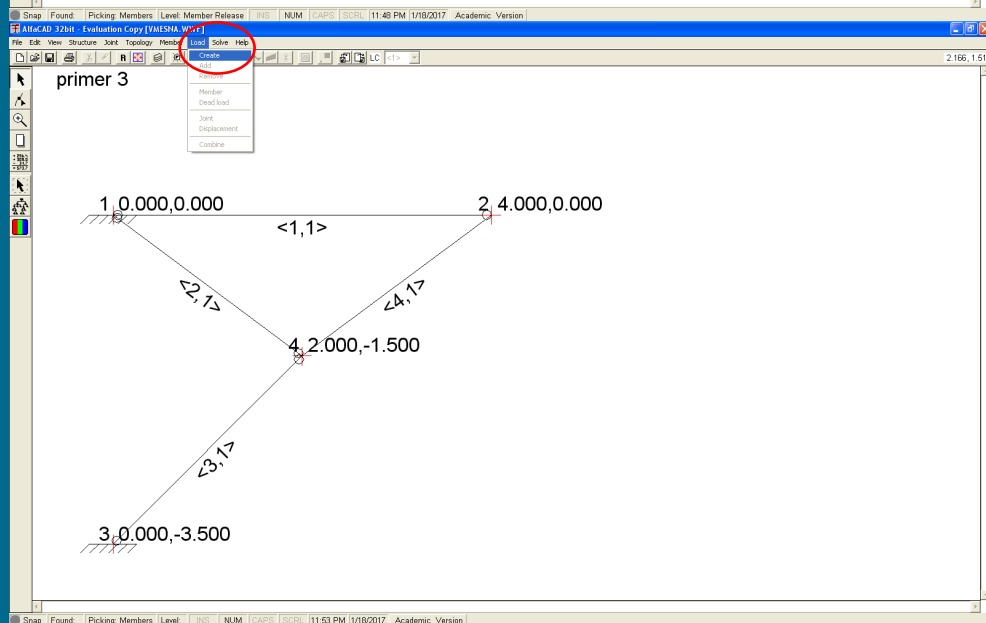 Snap Found: Picking: Members Level: Member Release INS NUM CAPS SCRL 11:48 PM 1/18/2017 Academic Version
AlfaCAD 32bit - Evaluation Copy [VMESNA.WWF]
File Edit View Structure Joint Topology Membe Load Solve Help
R LC <1>
2.166, 1.51
Create
Add
Remove
Member
Dead load
Joint
Displacement
Combine
primer 3
1 0.000,0.000
2 4.000,0.000
<1,1>
<2,1>
<4,1>
4 2.000,-1.500
<3,1>
3 0.000,-3.500
Snap Found: Picking: Members Level: INS NUM CAPS SCRL 11:53 PM 1/18/2017 Academic Version